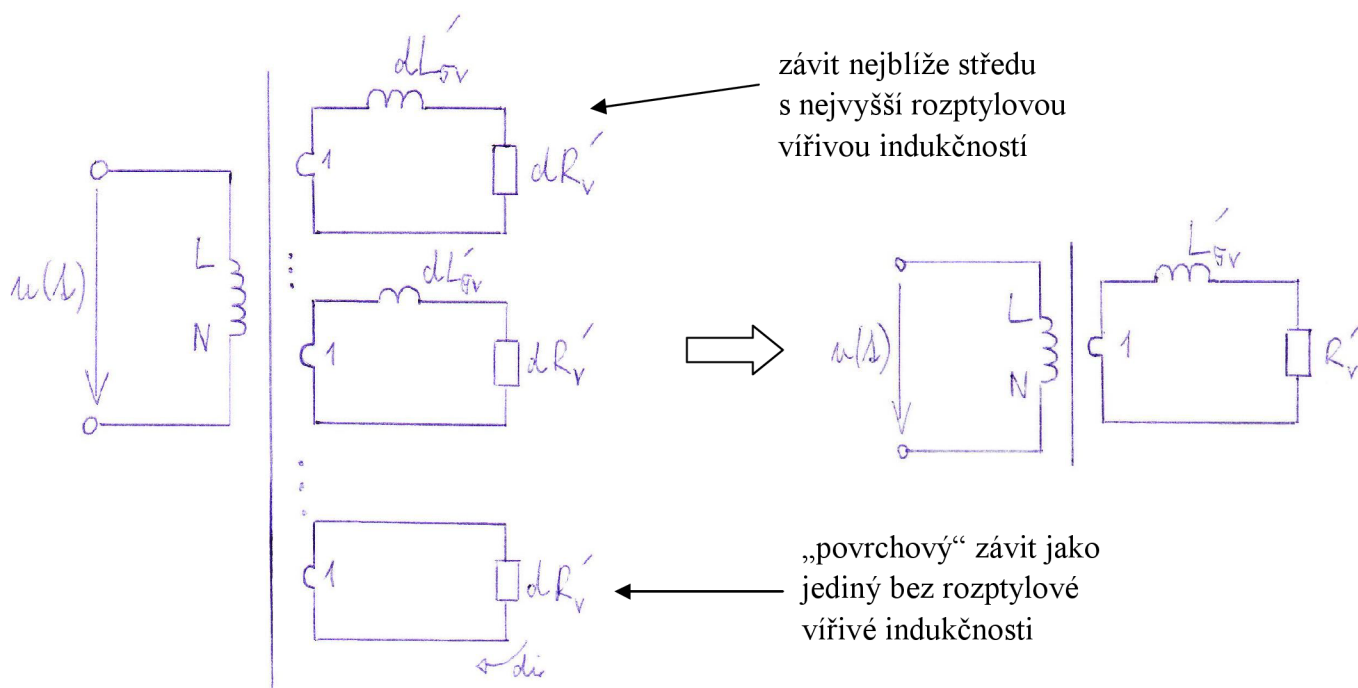 dL'σv
závit nejblíže středu
s nejvyšší rozptylovou
vířivou indukčností
1
dR'v
u(t)
L
N
dL'σv
1
dR'v
L'σv
u(t)
L
N
1
R'v
1
dR'v
„povrchový“ závit jako
jediný bez rozptylové
vířivé indukčnosti
di